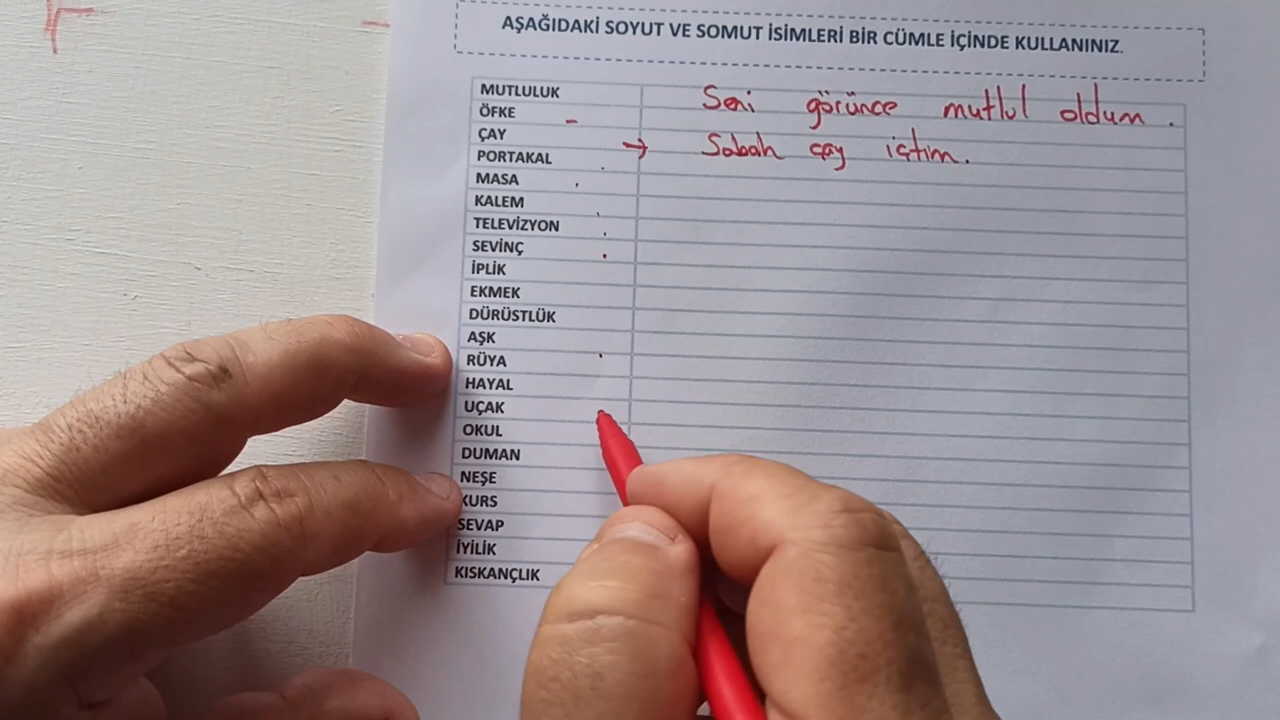 AŞAĞIDAKİ SOYUT VE SOMUT İSİMLERİ BİR CÜMLE İÇİNDE KULLANINIZ.
MUTLULUK Seni görünce mutlul oldum.
ÖFKE
ÇAY → Sabah çay içtim.
PORTAKAL
MASA
KALEM
TELEVİZYON
SEVİNÇ
İPLİK
EKMEK
DÜRÜSTLÜK
AŞK
RÜYA
HAYAL
UÇAK
OKUL
DUMAN
NEŞE
KURS
SEVAP
İYİLİK
KISKANÇLIK